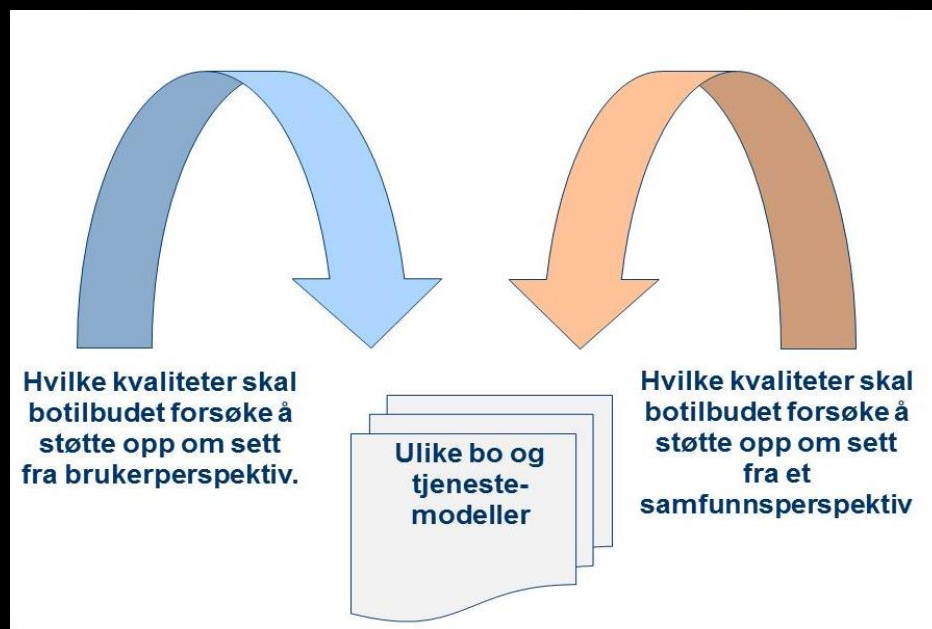 Hvilke kvaliteter skal
botilbudet forsøke å
støtte opp om sett
fra brukerperspektiv.
Ulike bo og
tjeneste-
modeller
Hvilke kvaliteter skal
botilbudet forsøke å
støtte opp om sett
fra et
samfunnsperspektiv